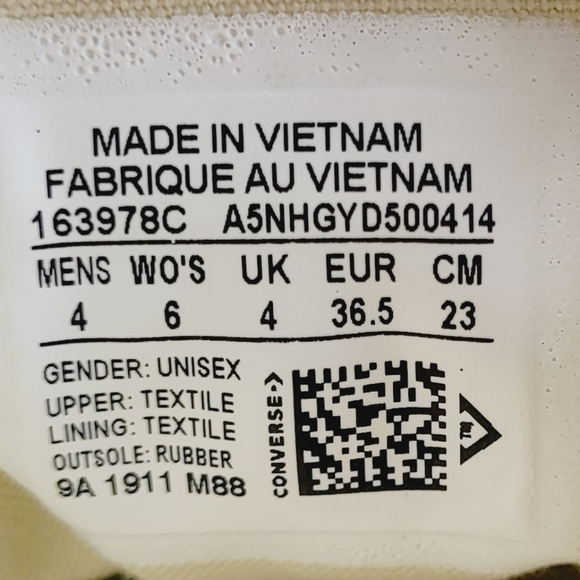 MADE IN VIETNAM
FABRIQUE AU VIETNAM
163978C A5NHGYD500414
MENS WO'S UK EUR CM
4 6 4 36.5 23
GENDER: UNISEX
UPPER: TEXTILE
LINING: TEXTILE
OUTSOLE: RUBBER
9A 1911 M88
CONVERSE
TM